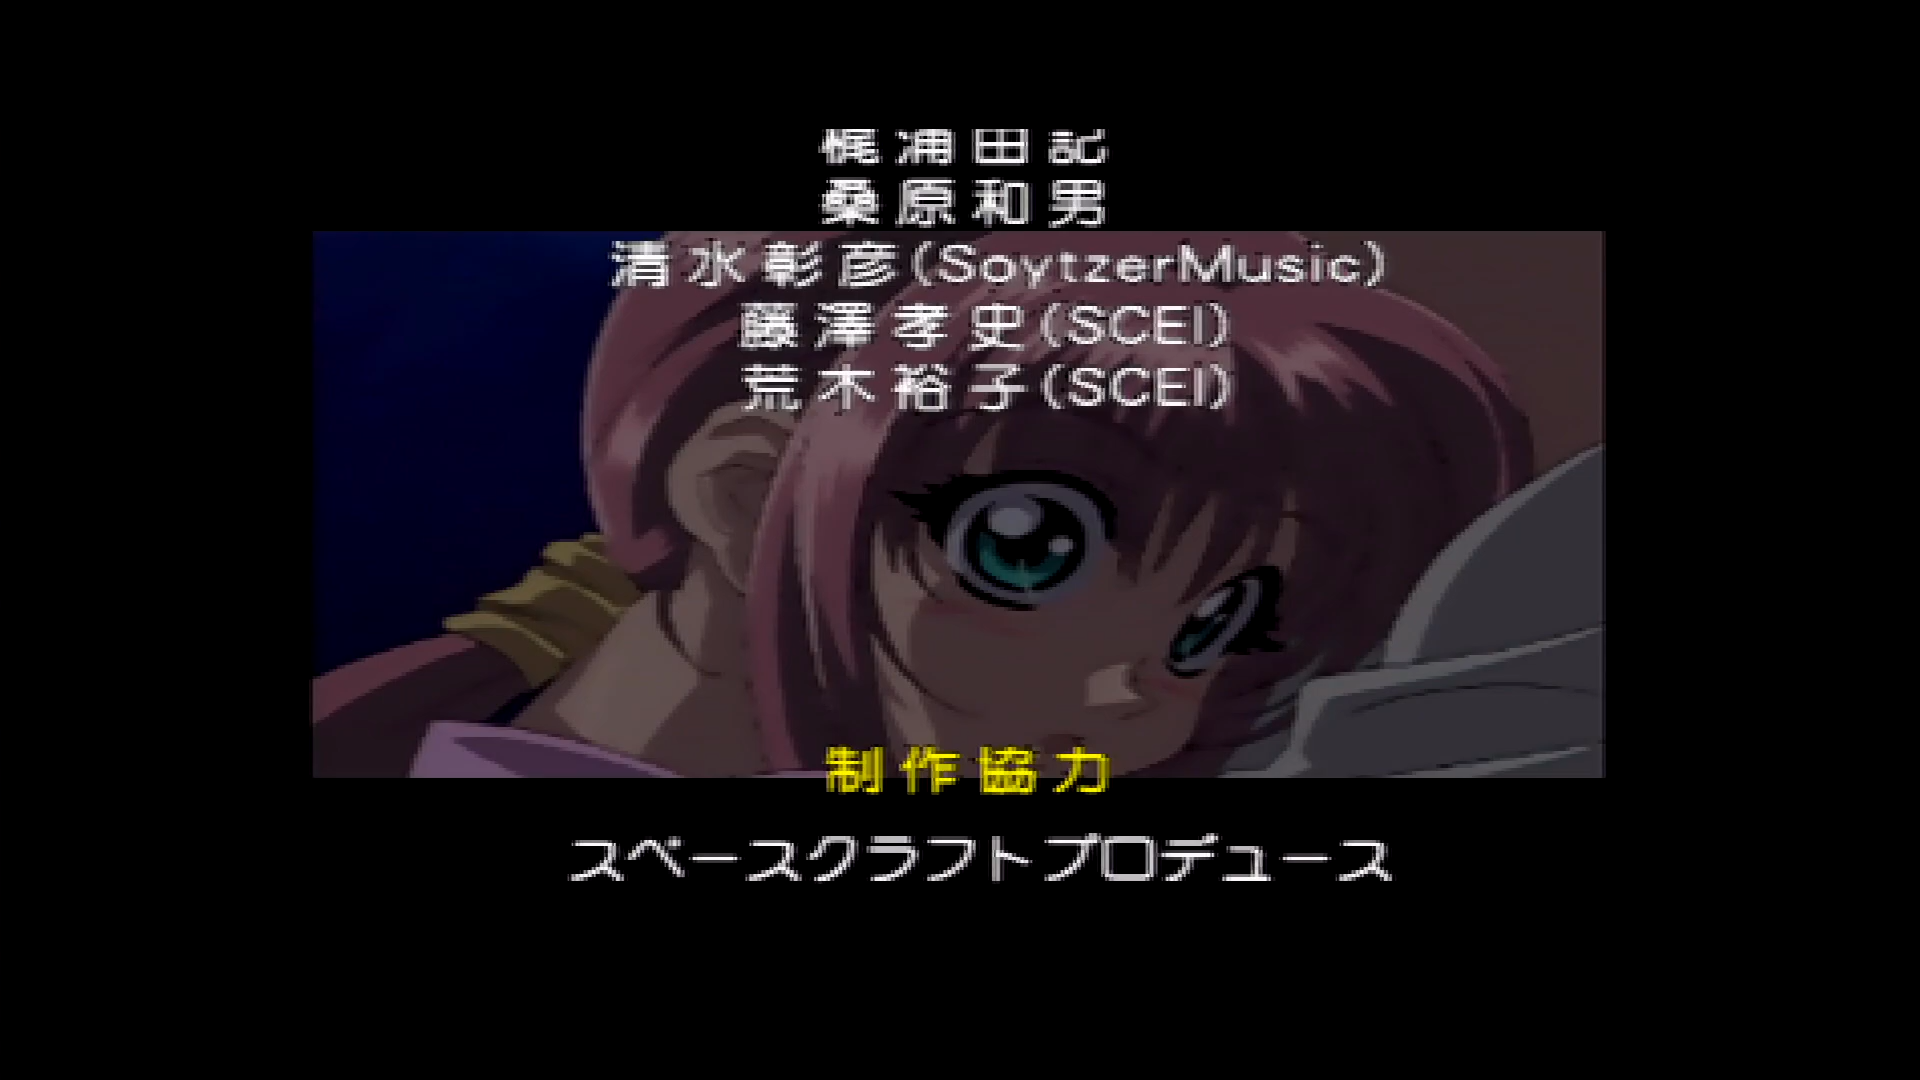 梶浦由記
桑原和男
清水彰彦(SoytzerMusic)
藤澤孝史(SCEI)
荒木裕子(SCEI)
制作協力
スペースクラフトプロデュース